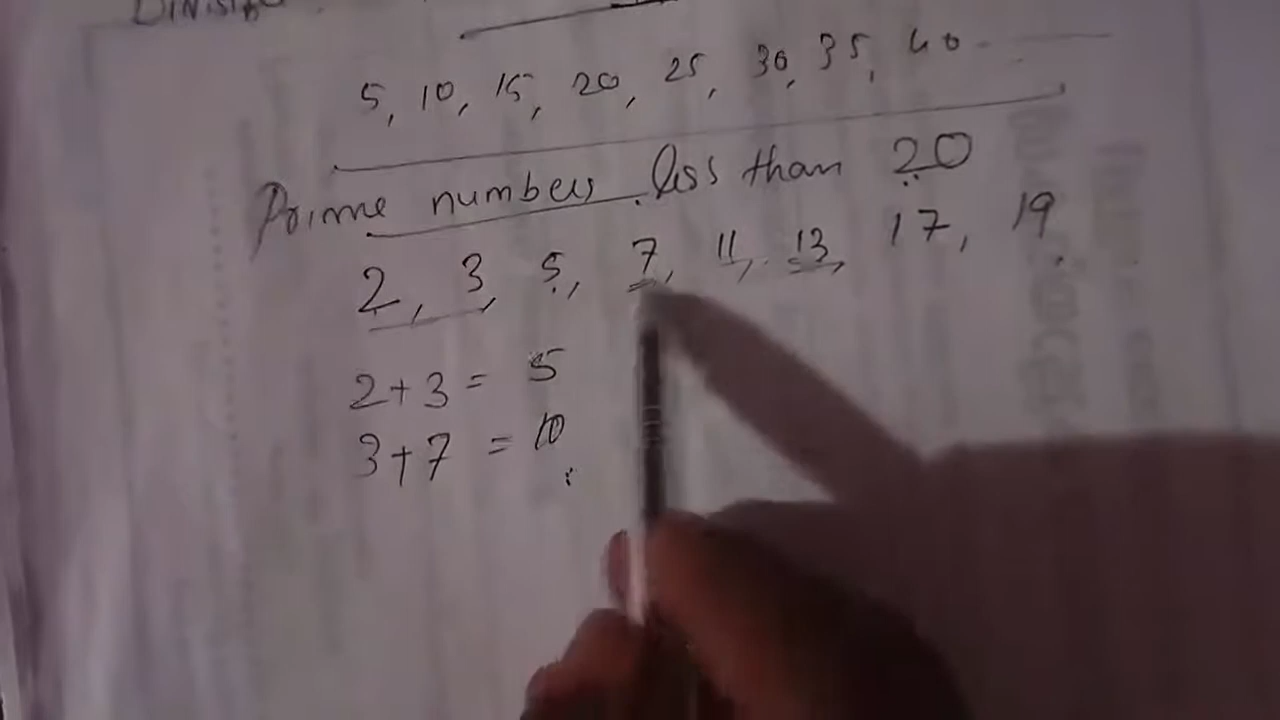 5, 10, 15, 20, 25, 30, 35, 40
Prime numbers less than 20
2, 3, 5, 7, 11, 13, 17, 19
2+3 = 5
3+7 = 10